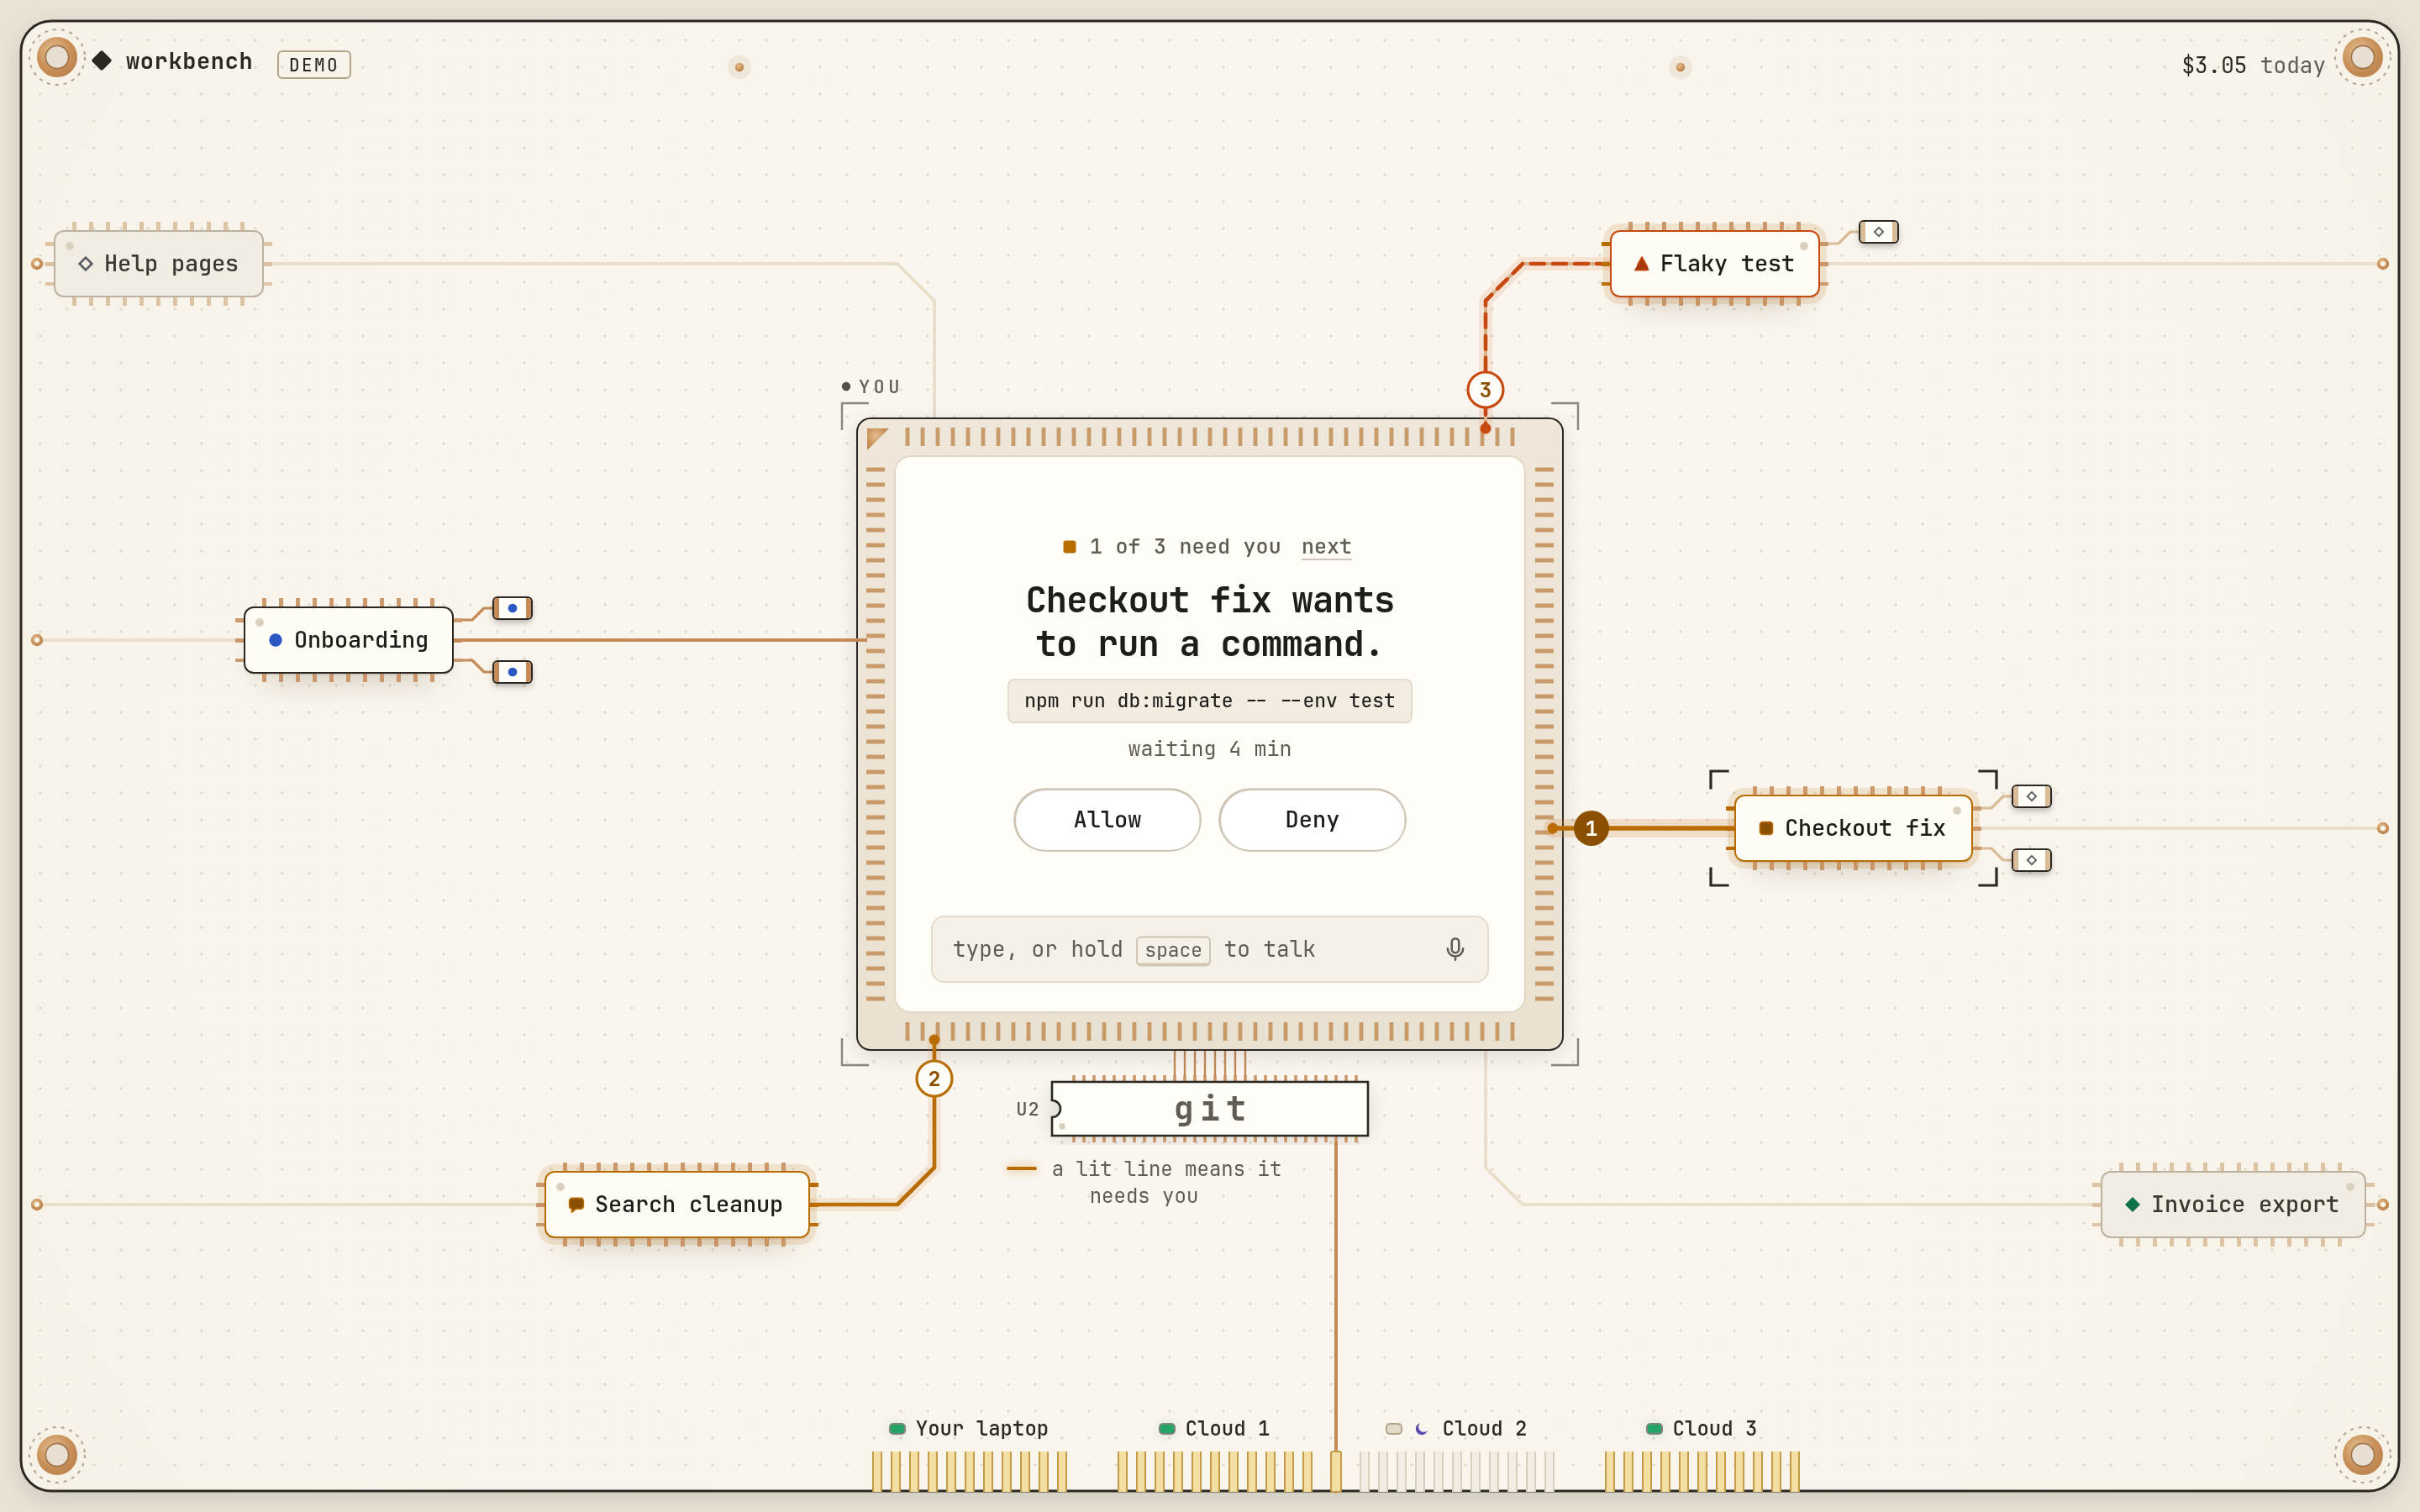 workbench DEMO
$3.05 today
Help pages
Flaky test
YOU
3
1 of 3 need you next
Checkout fix wants
to run a command.
Onboarding
npm run db:migrate -- --env test
waiting 4 min
Allow
Deny
1
Checkout fix
type, or hold space to talk
2
U2
git
a lit line means it
needs you
Search cleanup
Invoice export
Your laptop
Cloud 1
Cloud 2
Cloud 3